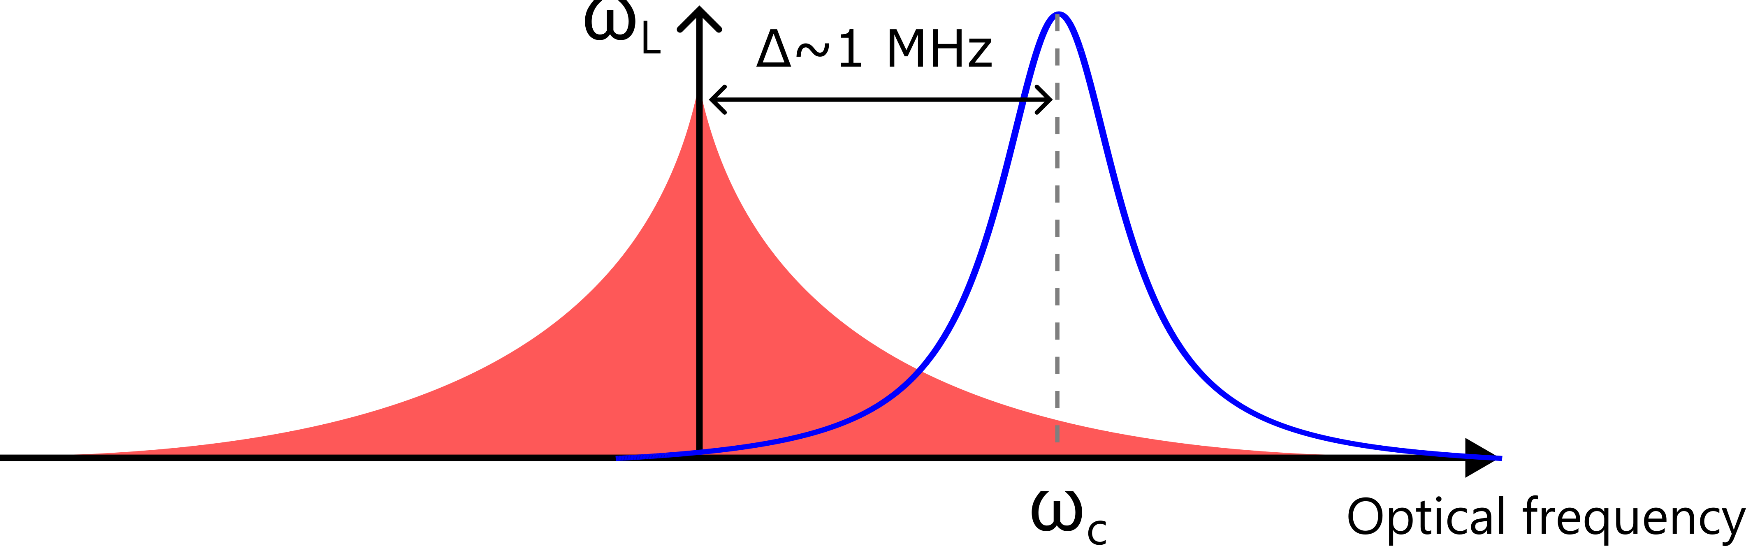 ωL
Δ~1 MHz
ωc
Optical frequency